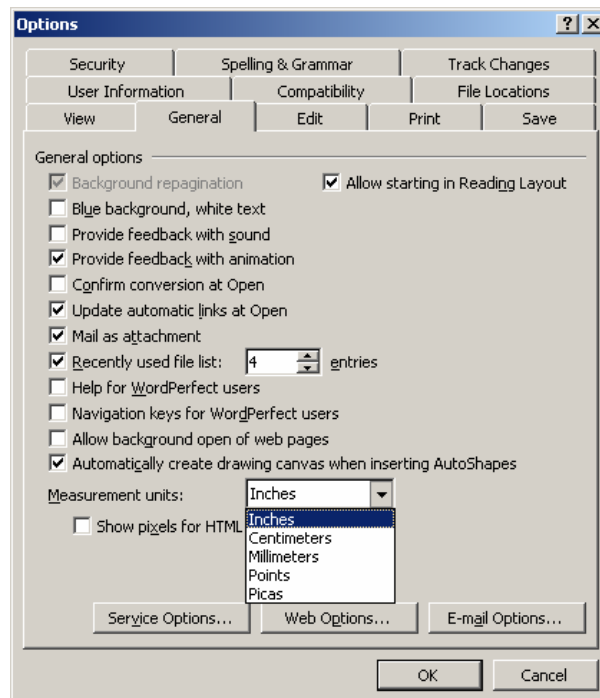 Options
Security Spelling & Grammar Track Changes
User Information Compatibility File Locations
View General Edit Print Save
General options
Background repagination Allow starting in Reading Layout
Blue background, white text
Provide feedback with sound
Provide feedback with animation
Confirm conversion at Open
Update automatic links at Open
Mail as attachment
Recently used file list: 4 entries
Help for WordPerfect users
Navigation keys for WordPerfect users
Allow background open of web pages
Automatically create drawing canvas when inserting AutoShapes
Measurement units: Inches
Show pixels for HTML Inches
Centimeters
Millimeters
Points
Picas
Service Options... Web Options... E-mail Options...
OK Cancel